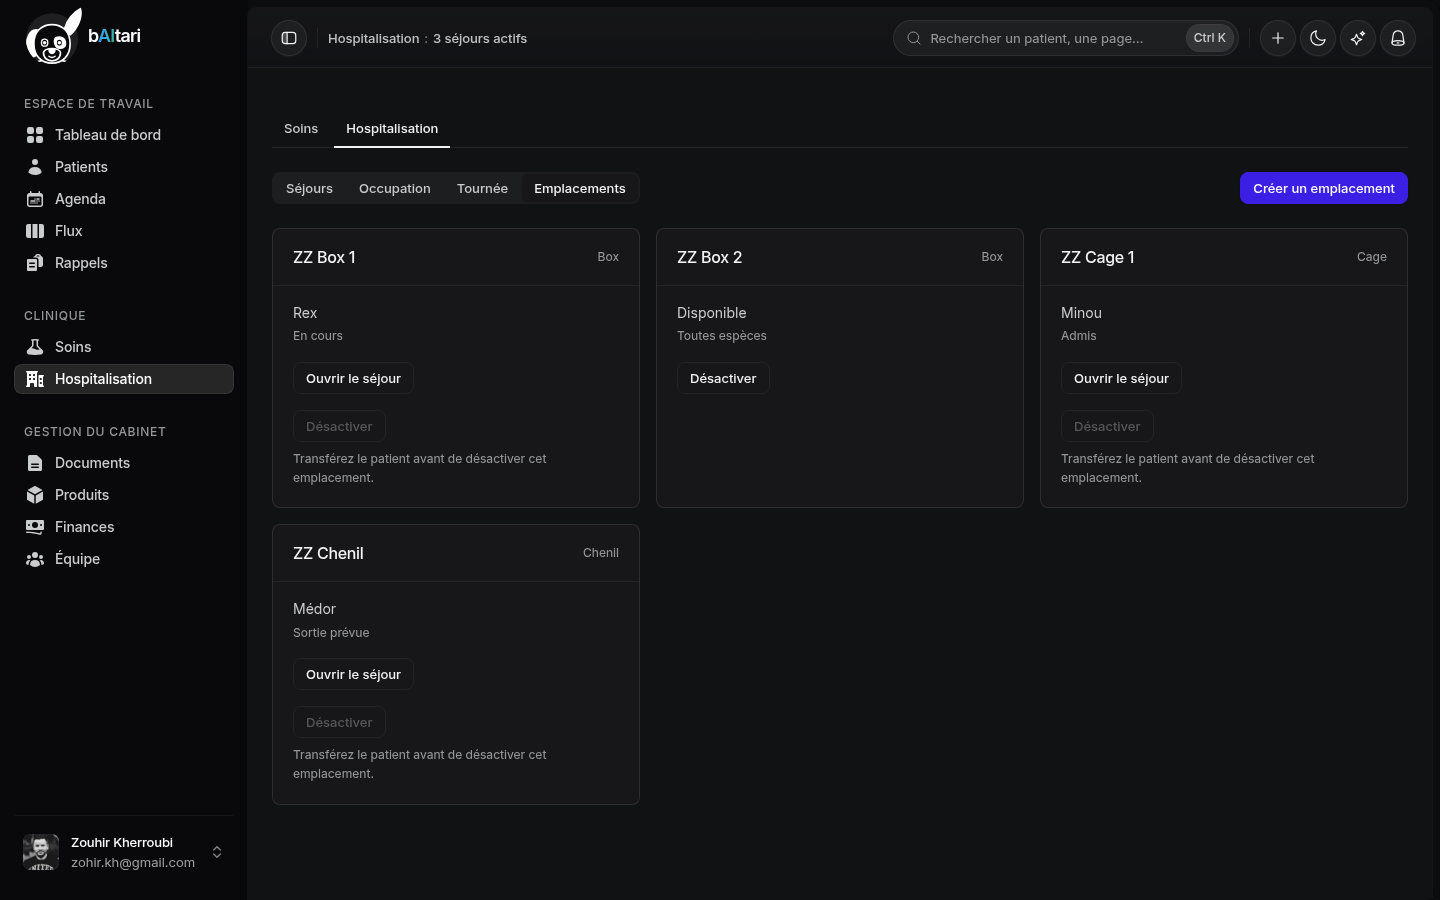 bAItari
Hospitalisation : 3 séjours actifs
Rechercher un patient, une page...
Ctrl K
ESPACE DE TRAVAIL
Tableau de bord
Patients
Agenda
Flux
Rappels
CLINIQUE
Soins
Hospitalisation
GESTION DU CABINET
Documents
Produits
Finances
Équipe
Zouhir Kherroubi
zohir.kh@gmail.com
Soins
Hospitalisation
Séjours
Occupation
Tournée
Emplacements
Créer un emplacement
ZZ Box 1
Box
Rex
En cours
Ouvrir le séjour
Désactiver
Transférez le patient avant de désactiver cet
emplacement.
ZZ Box 2
Box
Disponible
Toutes espèces
Désactiver
ZZ Cage 1
Cage
Minou
Admis
Ouvrir le séjour
Désactiver
Transférez le patient avant de désactiver cet
emplacement.
ZZ Chenil
Chenil
Médor
Sortie prévue
Ouvrir le séjour
Désactiver
Transférez le patient avant de désactiver cet
emplacement.